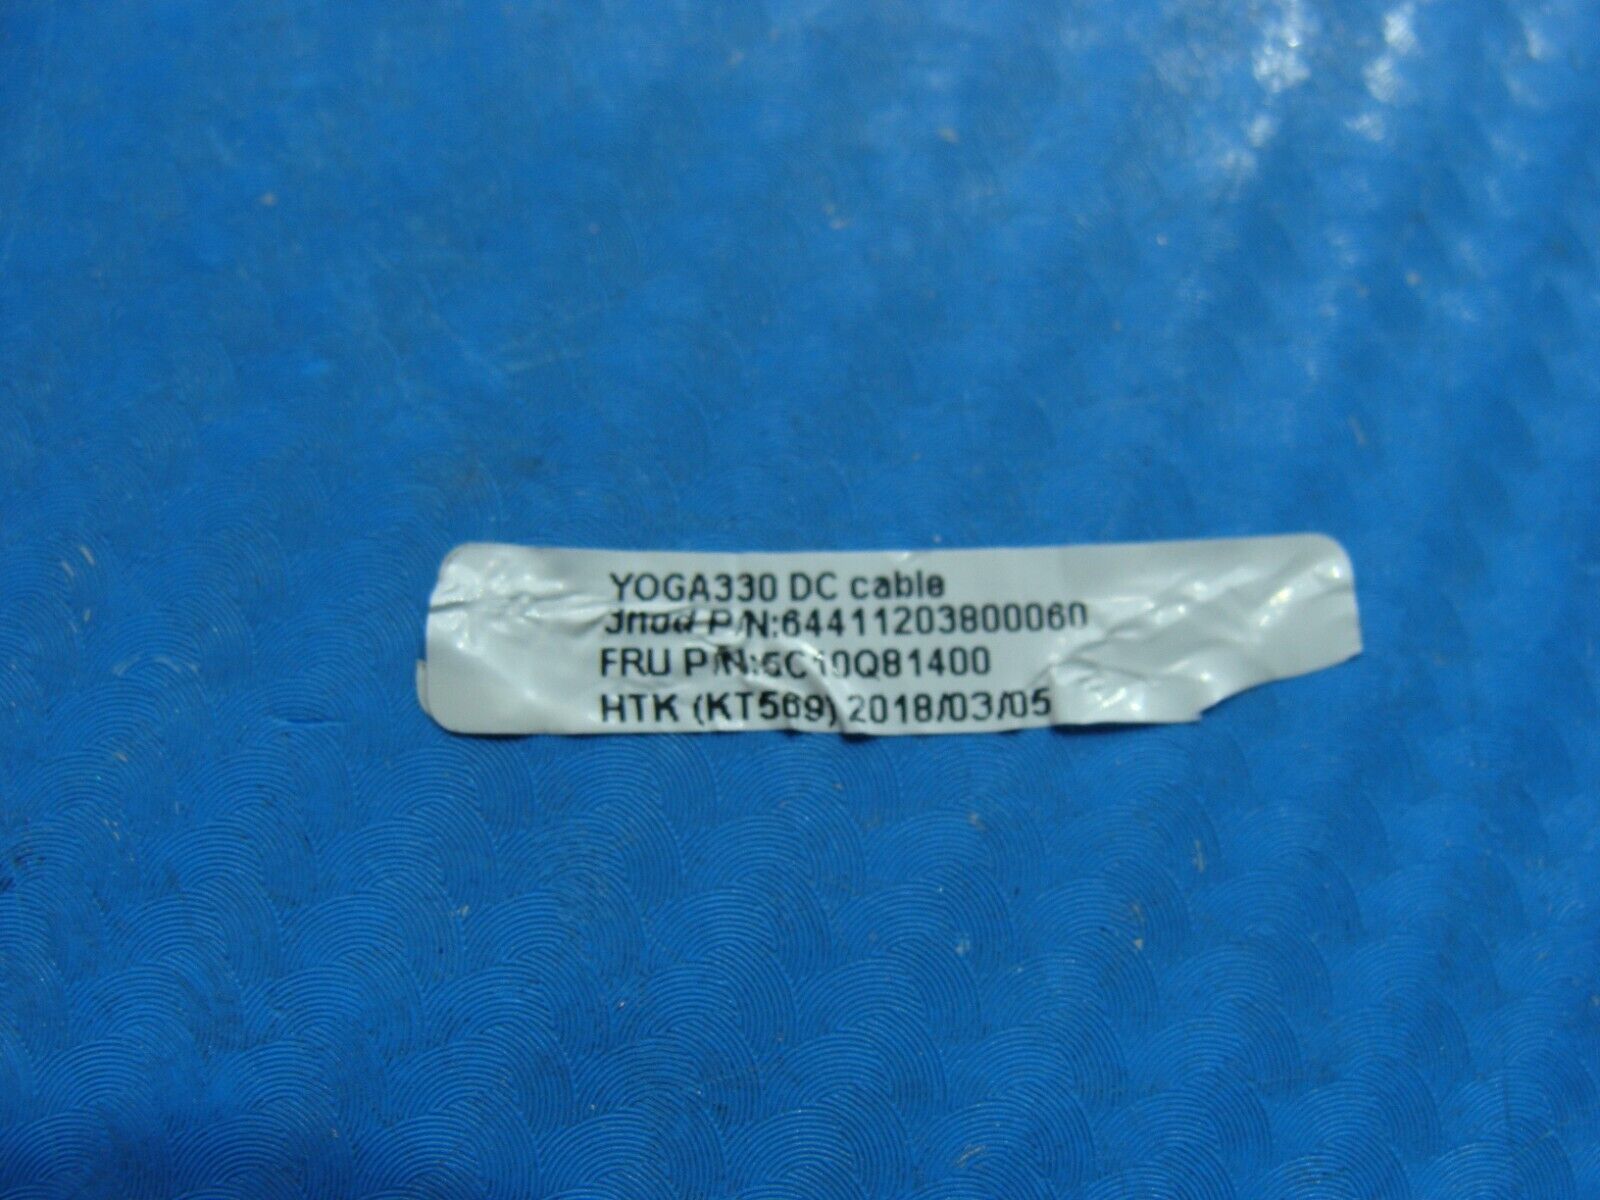 YOGA330 DC cable
P/N:64411203800060
FRU P/N:5C10Q81400
HTK (KT569) 2018/03/05